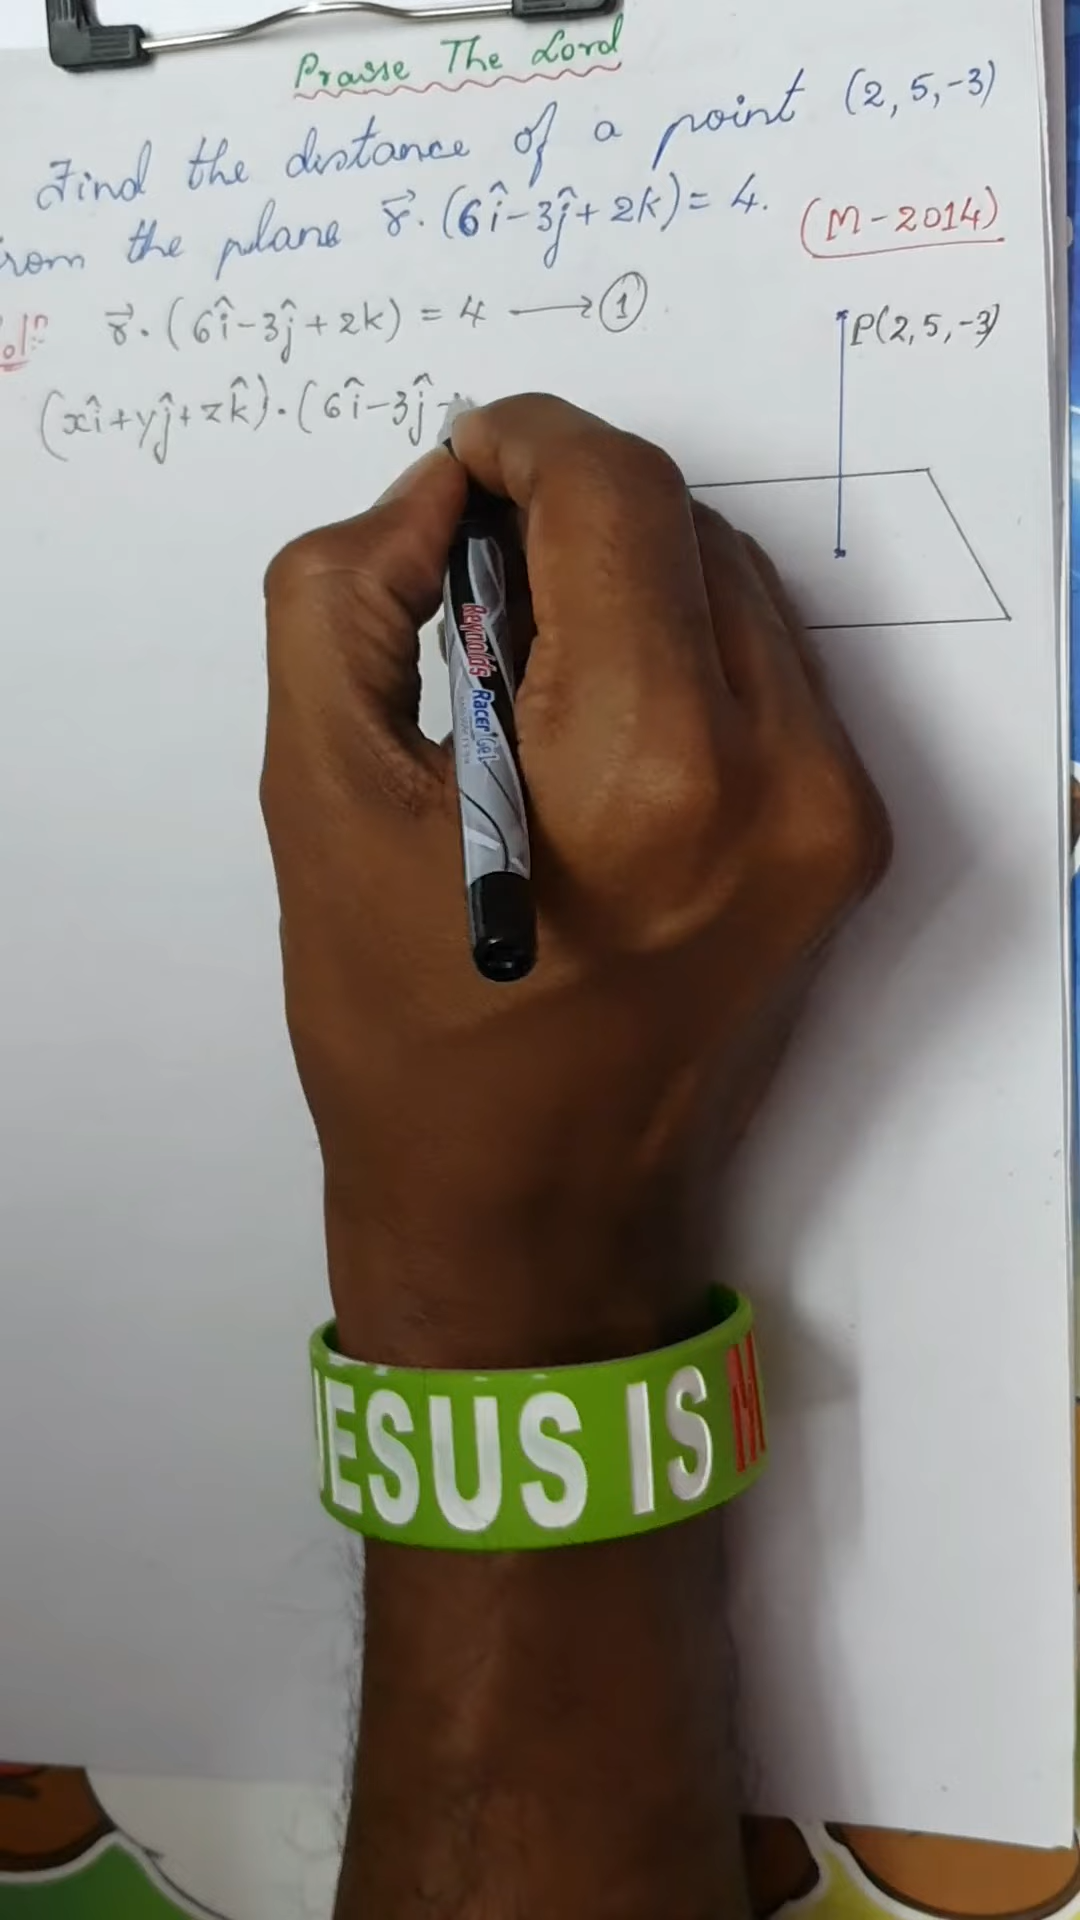 Praise The Lord
Find the distance of a point (2, 5, -3)
rom the plane r⃗. (6î - 3ĵ + 2k) = 4. (M-2014)
ol:
r⃗. (6î - 3ĵ + 2k) = 4 → ①
P(2, 5, -3)
(xî + yĵ + zk̂). (6î - 3ĵ +
Reynolds Racer Gel
ESUS IS